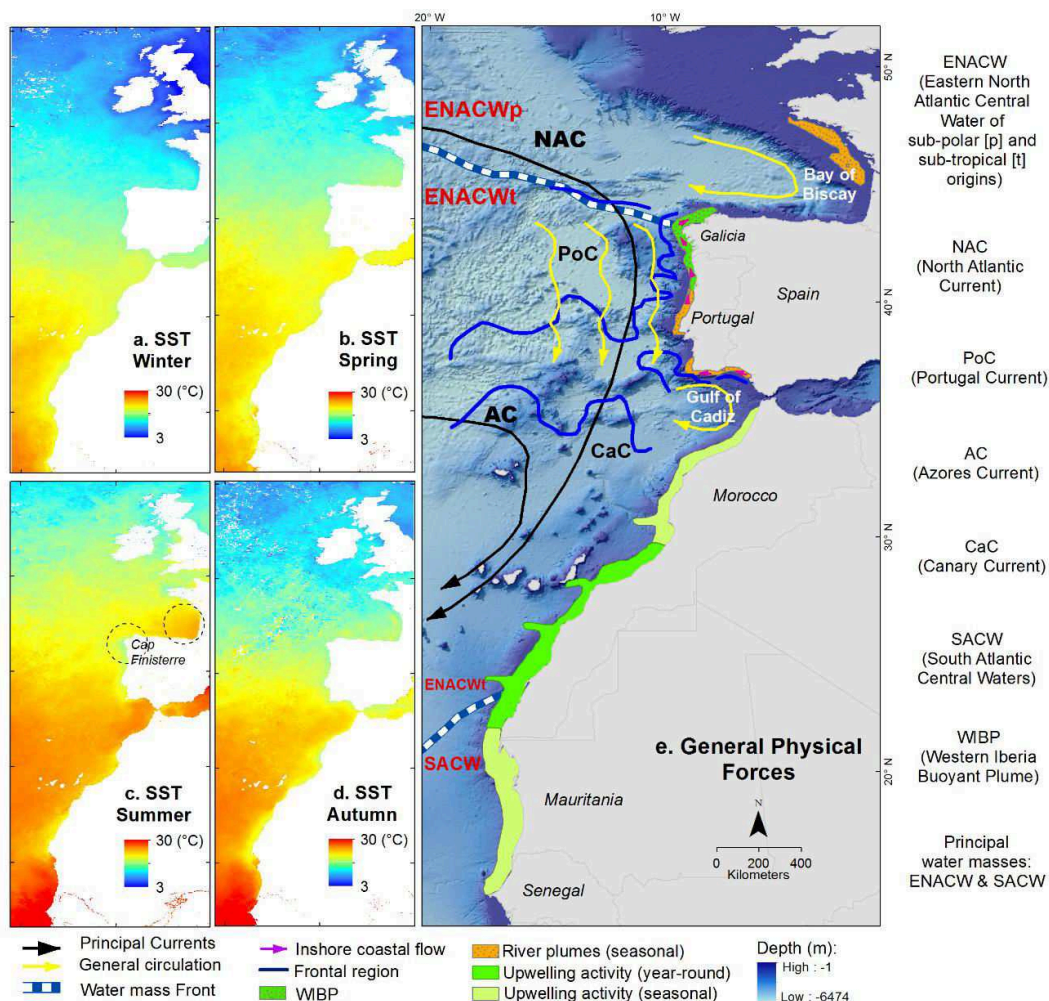 20° W
10° W
50° N
40° N
30° N
20° N
a. SST
Winter
30 (°C)
3
b. SST
Spring
30 (°C)
3
Cap
Finisterre
c. SST
Summer
30 (°C)
3
d. SST
Autumn
30 (°C)
3
ENACWp
NAC
ENACWt
Bay of
Biscay
Galicia
PoC
Spain
Portugal
Gulf of
Cadiz
AC
CaC
Morocco
ENACWt
SACW
e. General Physical
Forces
Mauritania
N
0 200 400
Kilometers
Senegal
ENACW
(Eastern North
Atlantic Central
Water of
sub-polar [p] and
sub-tropical [t]
origins)
NAC
(North Atlantic
Current)
PoC
(Portugal Current)
AC
(Azores Current)
CaC
(Canary Current)
SACW
(South Atlantic
Central Waters)
WIBP
(Western Iberia
Buoyant Plume)
Principal
water masses:
ENACW & SACW
Principal Currents
General circulation
Water mass Front
Inshore coastal flow
Frontal region
WIBP
River plumes (seasonal)
Upwelling activity (year-round)
Upwelling activity (seasonal)
Depth (m):
High : -1
Low : -6474